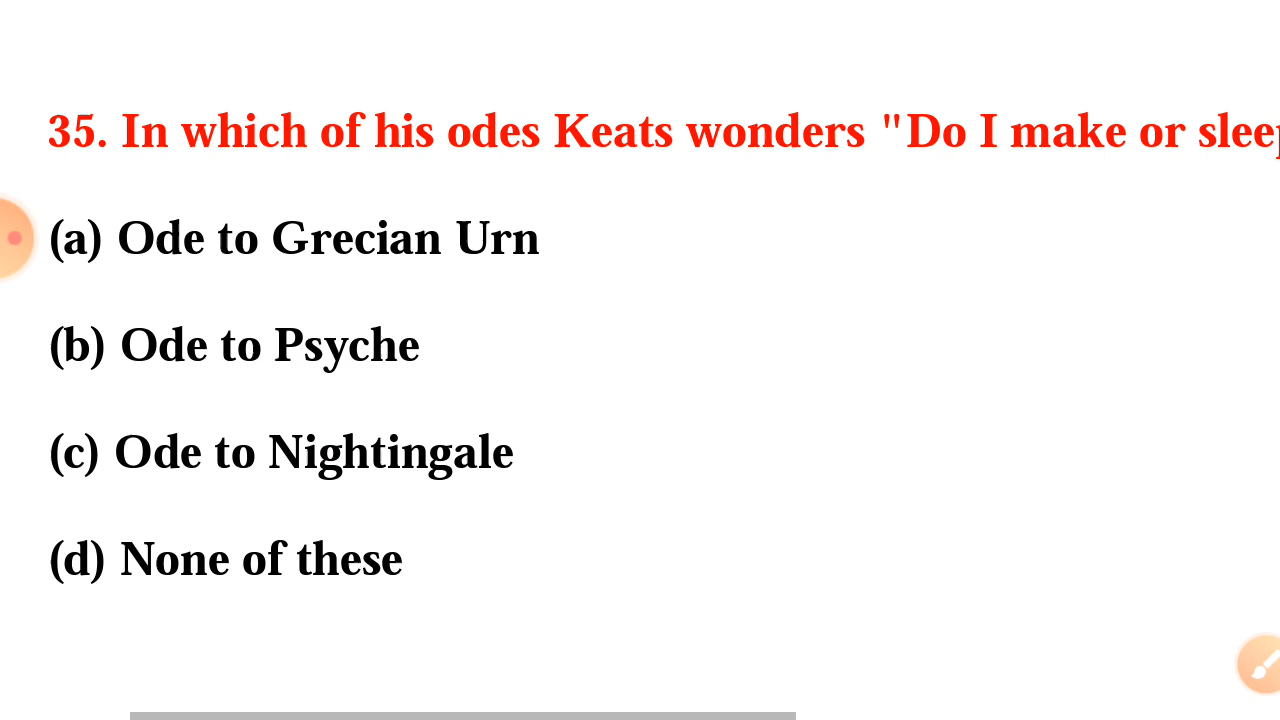 35. In which of his odes Keats wonders "Do I make or sleep
(a) Ode to Grecian Urn
(b) Ode to Psyche
(c) Ode to Nightingale
(d) None of these